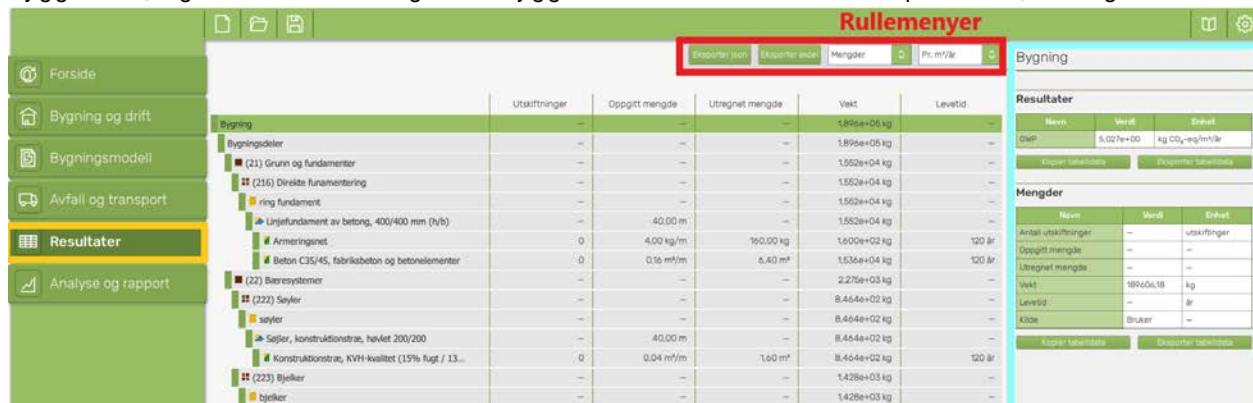 Rullemenyer
Eksporter json Eksporter excel Mengder Pr. m²/år
Forside
Bygning og drift
Bygningsmodell
Avfall og transport
Resultater
Analyse og rapport
Utskiftninger Oppgitt mengde Utregnet mengde Vekt Levetid
Bygning – – – 1,896e+05 kg –
Bygningsdeler – – – 1,896e+05 kg –
(21) Grunn og fundamenter – – – 1,552e+04 kg –
(216) Direkte funamentering – – – 1,552e+04 kg –
ring fundament – – – 1,552e+04 kg –
Linjefundament av betong, 400/400 mm (h/b) – 40,00 m – 1,552e+04 kg –
Armeringsnet 0 4,00 kg/m 160,00 kg 1,600e+02 kg 120 år
Beton C35/45, fabriksbeton og betonelementer 0 0,16 m³/m 6,40 m³ 1,536e+04 kg 120 år
(22) Bæresystemer – – – 2,275e+03 kg –
(222) Søyler – – – 8,464e+02 kg –
søyler – – – 8,464e+02 kg –
Søjler, konstruktionstræ, høvlet 200/200 – 40,00 m – 8,464e+02 kg –
Konstruktionstræ, KVH-kvalitet (15% fugt / 13... 0 0,04 m³/m 1,60 m³ 8,464e+02 kg 120 år
(223) Bjelker – – – 1,428e+03 kg –
bjelker – – – 1,428e+03 kg –
Bygning
Resultater
Navn Verdi Enhet
GWP 5,027e+00 kg CO₂-eq/m²/år
Kopier tabelldata Eksporter tabelldata
Mengder
Navn Verdi Enhet
Antall utskiftninger – utskiftinger
Oppgitt mengde – –
Utregnet mengde – –
Vekt 189606,18 kg
Levetid – år
Kilde Bruker –
Kopier tabelldata Eksporter tabelldata